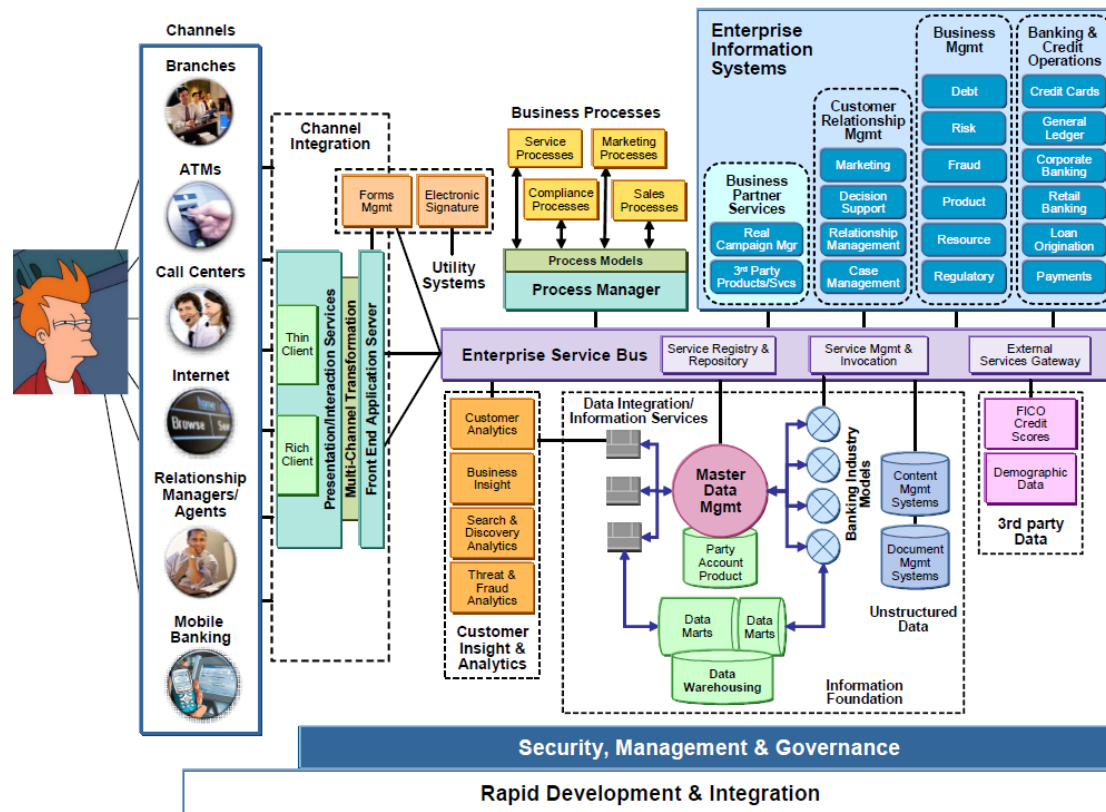 Channels
Branches
ATMs
Call Centers
Internet
Browse
Relationship
Managers/
Agents
Mobile
Banking
Channel
Integration
Forms
Mgmt
Electronic
Signature
Utility
Systems
Thin
Client
Rich
Client
Presentation/Interaction Services
Multi-Channel Transformation
Front End Application Server
Business Processes
Service
Processes
Marketing
Processes
Compliance
Processes
Sales
Processes
Process Models
Process Manager
Enterprise
Information
Systems
Business
Partner
Services
Real
Campaign Mgr
3rd Party
Products/Svcs
Customer
Relationship
Mgmt
Marketing
Decision
Support
Relationship
Management
Case
Management
Business
Mgmt
Debt
Risk
Fraud
Product
Resource
Regulatory
Banking &
Credit
Operations
Credit Cards
General
Ledger
Corporate
Banking
Retail
Banking
Loan
Origination
Payments
Enterprise Service Bus
Service Registry &
Repository
Service Mgmt &
Invocation
External
Services Gateway
Customer
Analytics
Business
Insight
Search &
Discovery
Analytics
Threat &
Fraud
Analytics
Customer
Insight &
Analytics
Data Integration/
Information Services
Master
Data
Mgmt
Party
Account
Product
Banking Industry
Models
Data
Marts
Data
Marts
Data
Warehousing
Content
Mgmt
Systems
Document
Mgmt
Systems
Unstructured
Data
Information
Foundation
FICO
Credit
Scores
Demographic
Data
3rd party
Data
Security, Management & Governance
Rapid Development & Integration